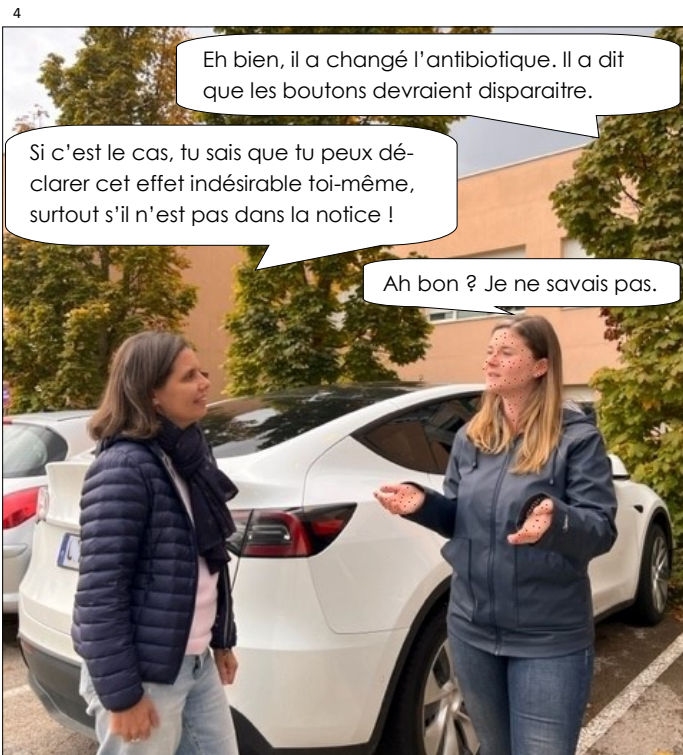 4
Eh bien, il a changé l’antibiotique. Il a dit
que les boutons devraient disparaitre.
Si c’est le cas, tu sais que tu peux dé-
clarer cet effet indésirable toi-même,
surtout s’il n’est pas dans la notice !
Ah bon ? Je ne savais pas.